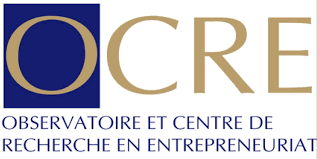 OCRE
OBSERVATOIRE ET CENTRE DE
RECHERCHE EN ENTREPRENEURIAT